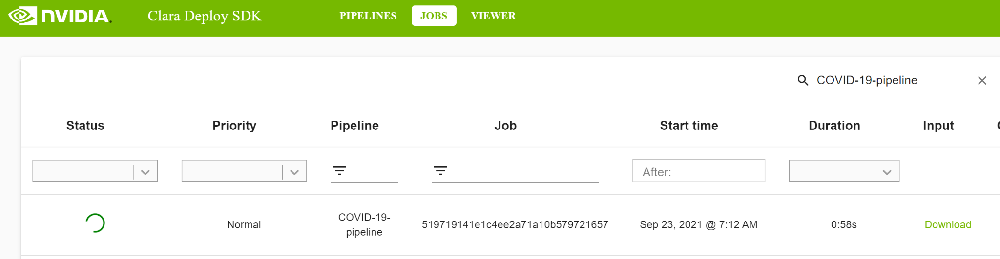 NVIDIA. Clara Deploy SDK PIPELINES JOBS VIEWER
COVID-19-pipeline
Status Priority Pipeline Job Start time Duration Input
After:
Normal COVID-19-pipeline 519719141e1c4ee2a71a10b579721657 Sep 23, 2021 @ 7:12 AM 0:58s Download